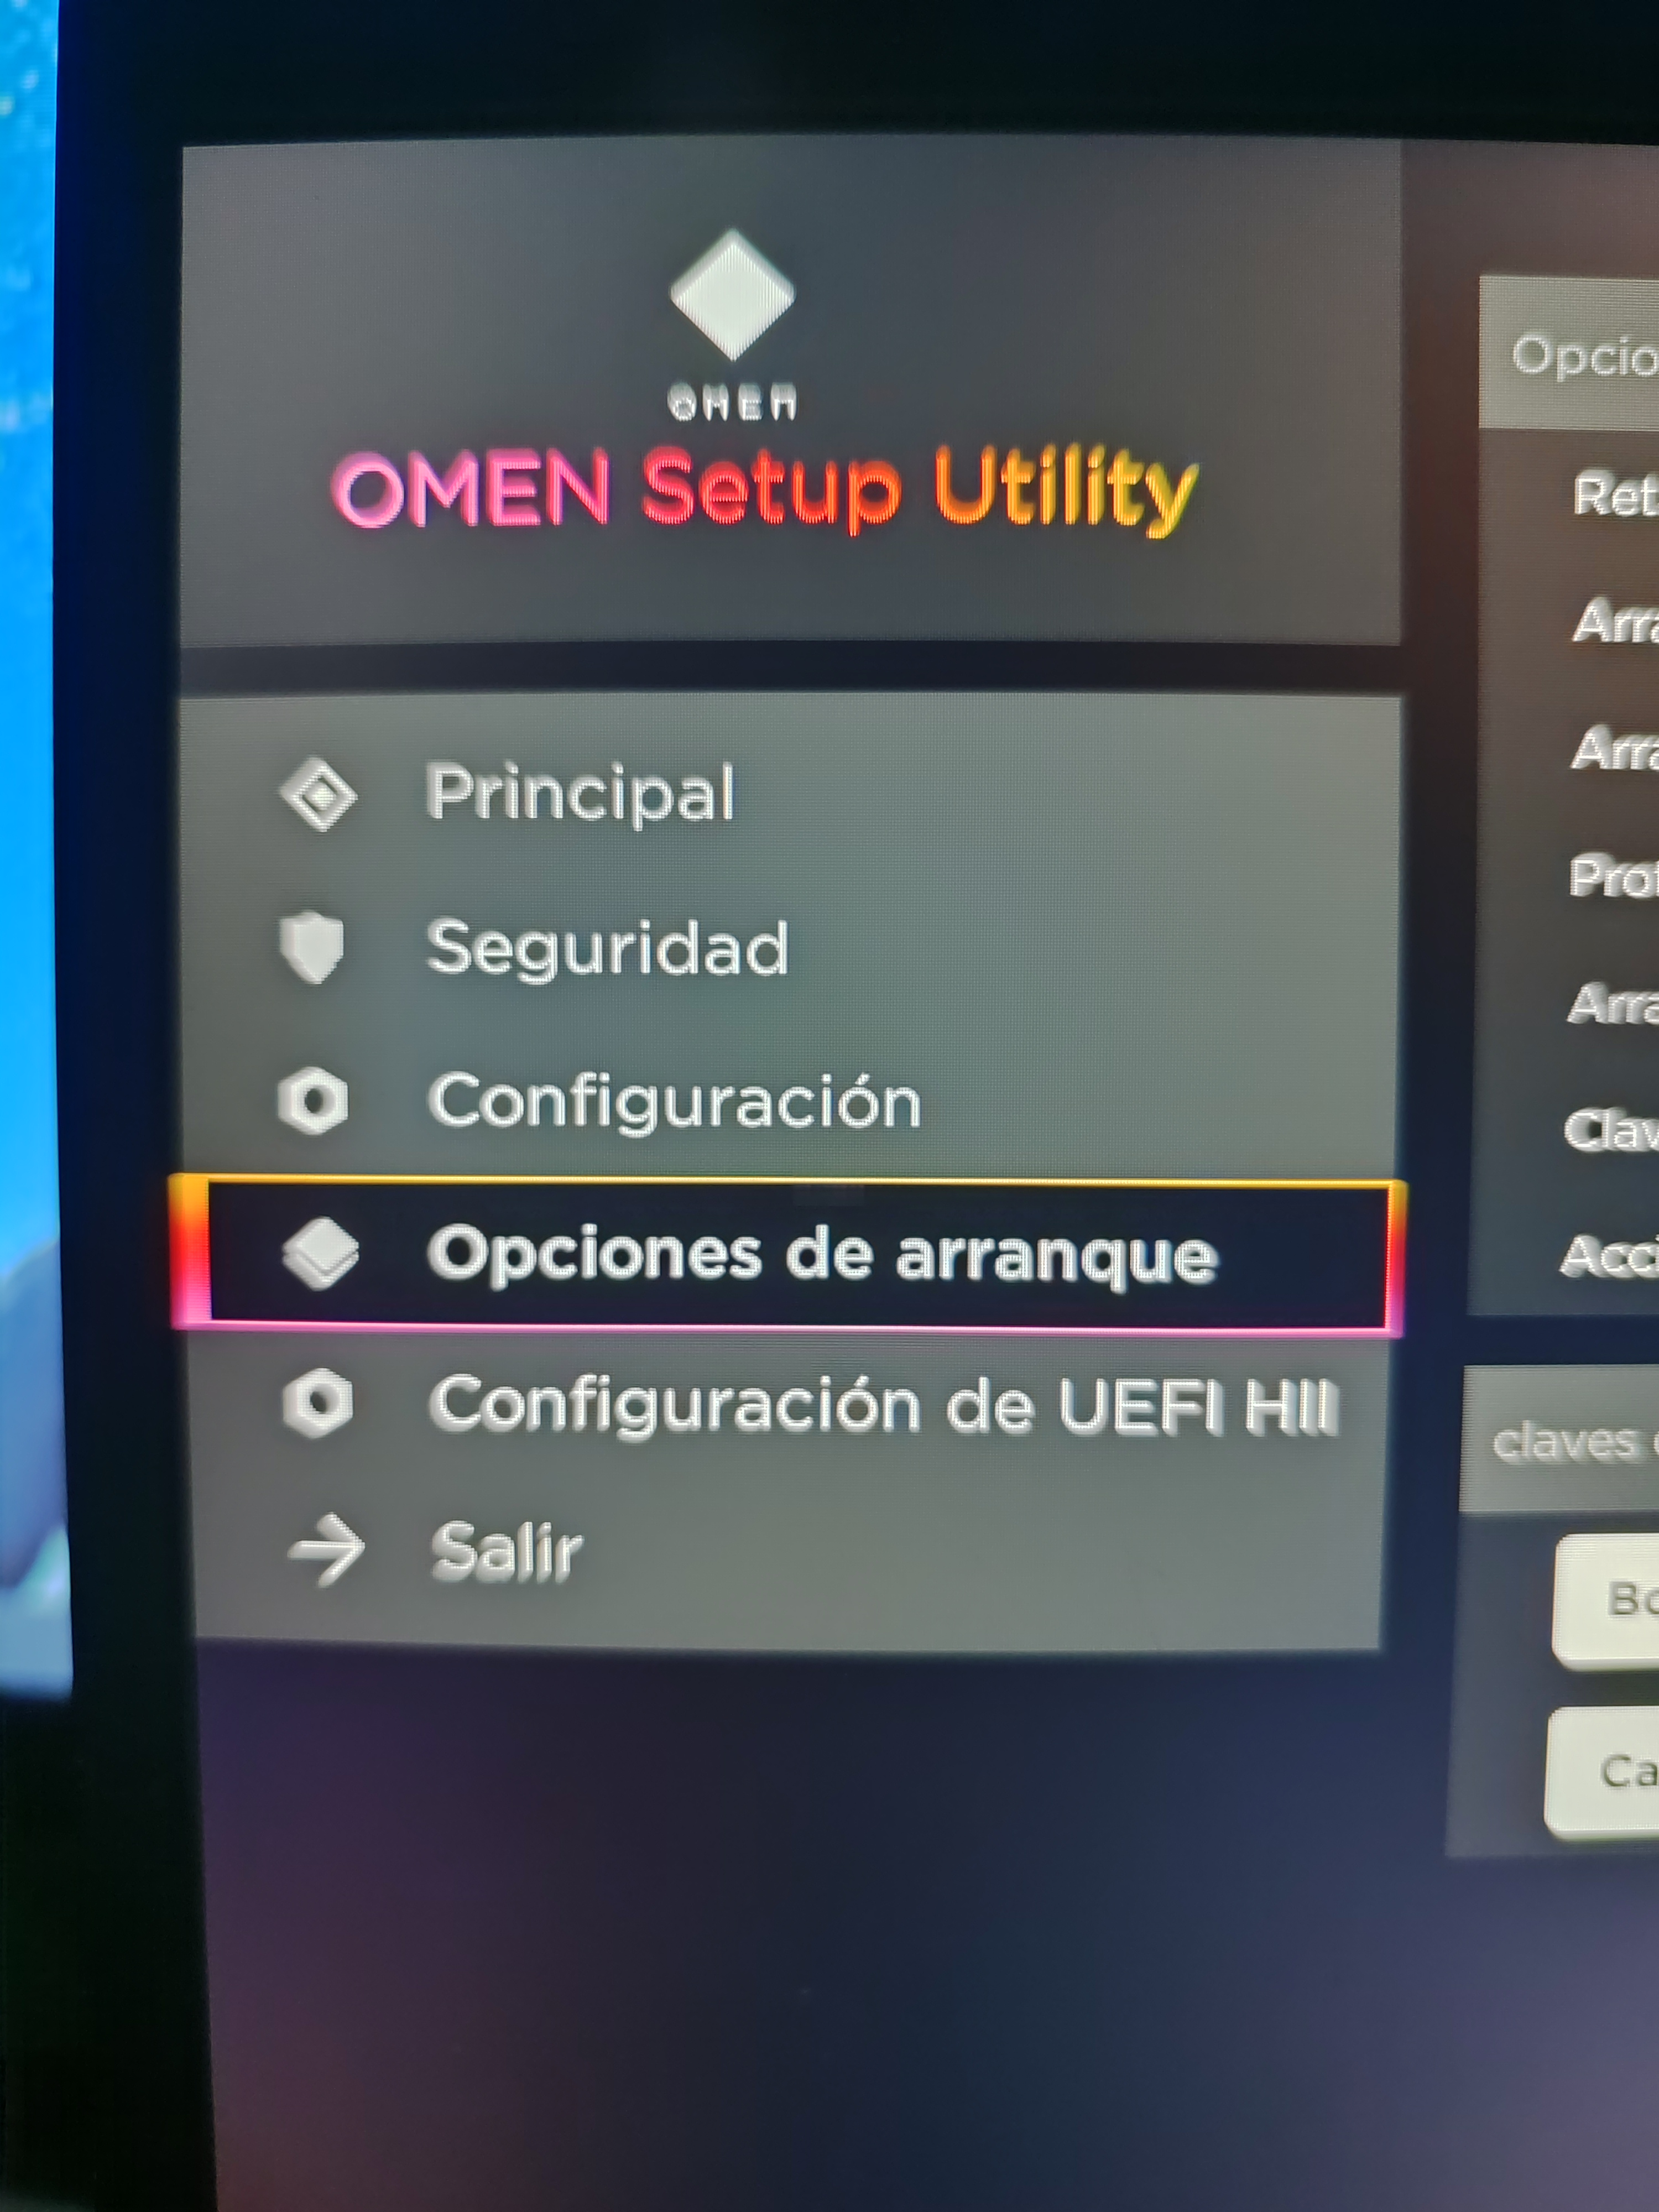 OMEN
OMEN Setup Utility
Principal
Seguridad
Configuración
Opciones de arranque
Configuración de UEFI HII
Salir
claves